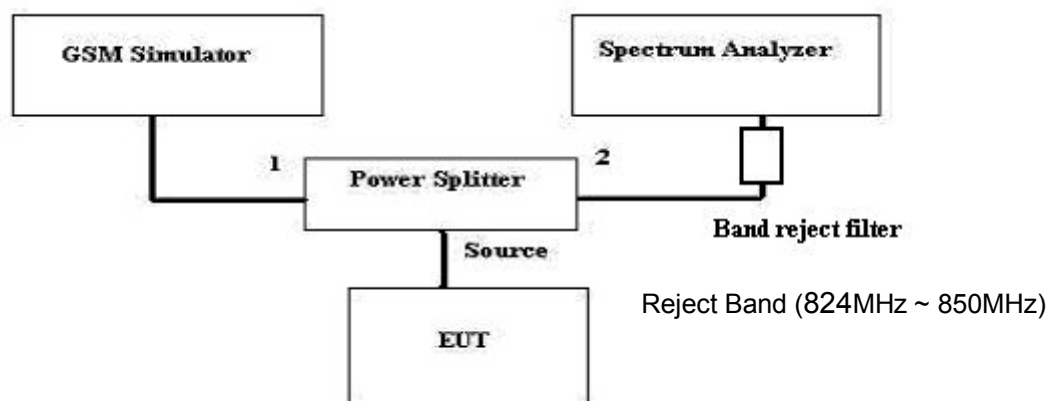 GSM Simulator
Spectrum Analyzer
1
2
Power Splitter
Band reject filter
Source
Reject Band (824MHz ~ 850MHz)
EUT